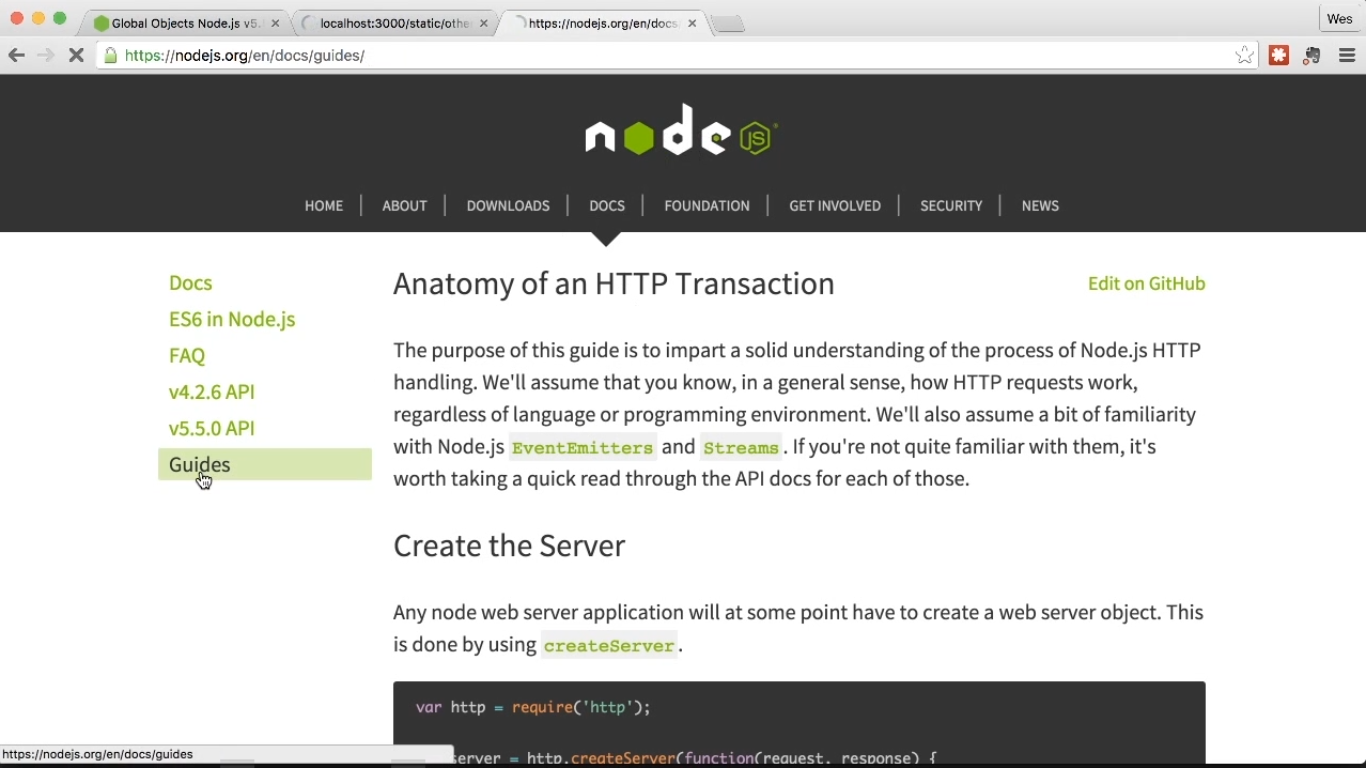 Global Objects Node.js v5.
localhost:3000/static/othe
https://nodejs.org/en/docs
Wes
https://nodejs.org/en/docs/guides/
node JS
HOME
ABOUT
DOWNLOADS
DOCS
FOUNDATION
GET INVOLVED
SECURITY
NEWS
Docs
ES6 in Node.js
FAQ
v4.2.6 API
v5.5.0 API
Guides
Anatomy of an HTTP Transaction
Edit on GitHub
The purpose of this guide is to impart a solid understanding of the process of Node.js HTTP
handling. We'll assume that you know, in a general sense, how HTTP requests work,
regardless of language or programming environment. We'll also assume a bit of familiarity
with Node.js EventEmitters and Streams. If you're not quite familiar with them, it's
worth taking a quick read through the API docs for each of those.
Create the Server
Any node web server application will at some point have to create a web server object. This
is done by using createServer.
var http = require('http');
server = http.createServer(function(request, response) {
https://nodejs.org/en/docs/guides